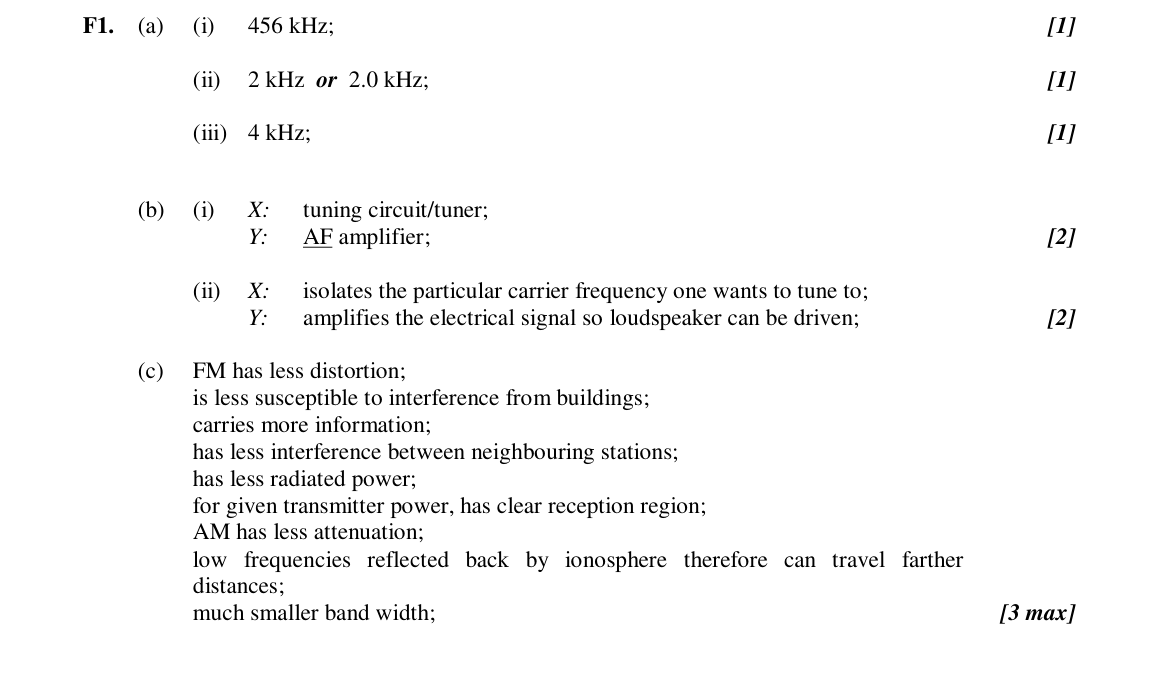 F1. (a) (i) 456 kHz; [1]
(ii) 2 kHz or 2.0 kHz; [1]
(iii) 4 kHz; [1]
(b) (i) X: tuning circuit/tuner;
Y: AF amplifier; [2]
(ii) X: isolates the particular carrier frequency one wants to tune to;
Y: amplifies the electrical signal so loudspeaker can be driven; [2]
(c) FM has less distortion;
is less susceptible to interference from buildings;
carries more information;
has less interference between neighbouring stations;
has less radiated power;
for given transmitter power, has clear reception region;
AM has less attenuation;
low frequencies reflected back by ionosphere therefore can travel farther
distances;
much smaller band width; [3 max]